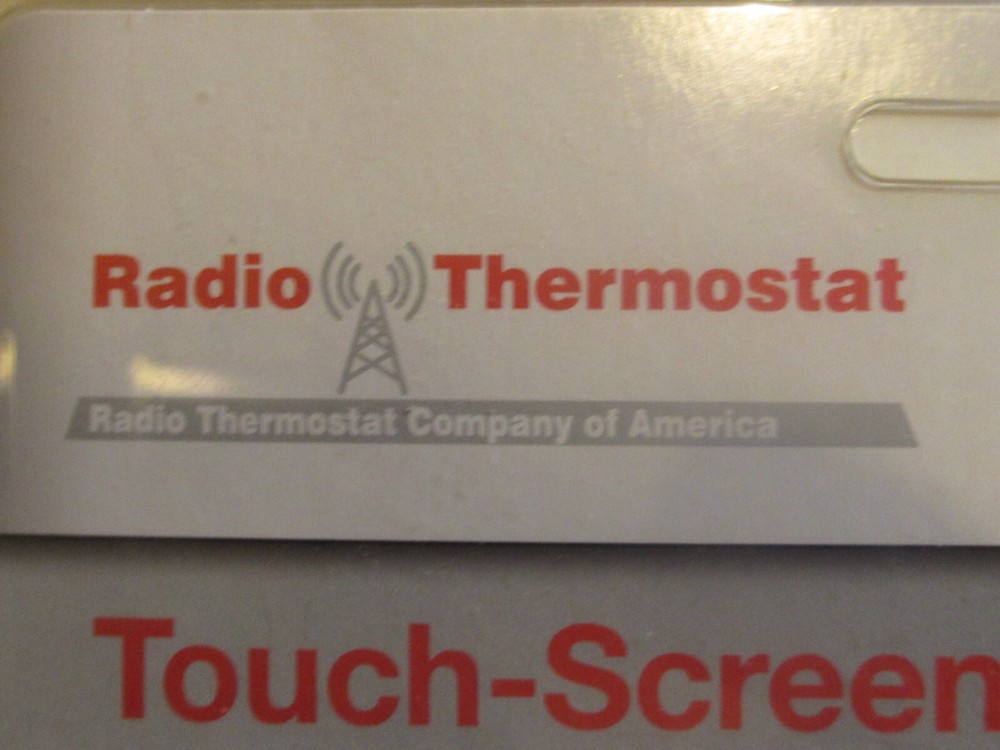 Radio Thermostat
Radio Thermostat Company of America
Touch-Screen